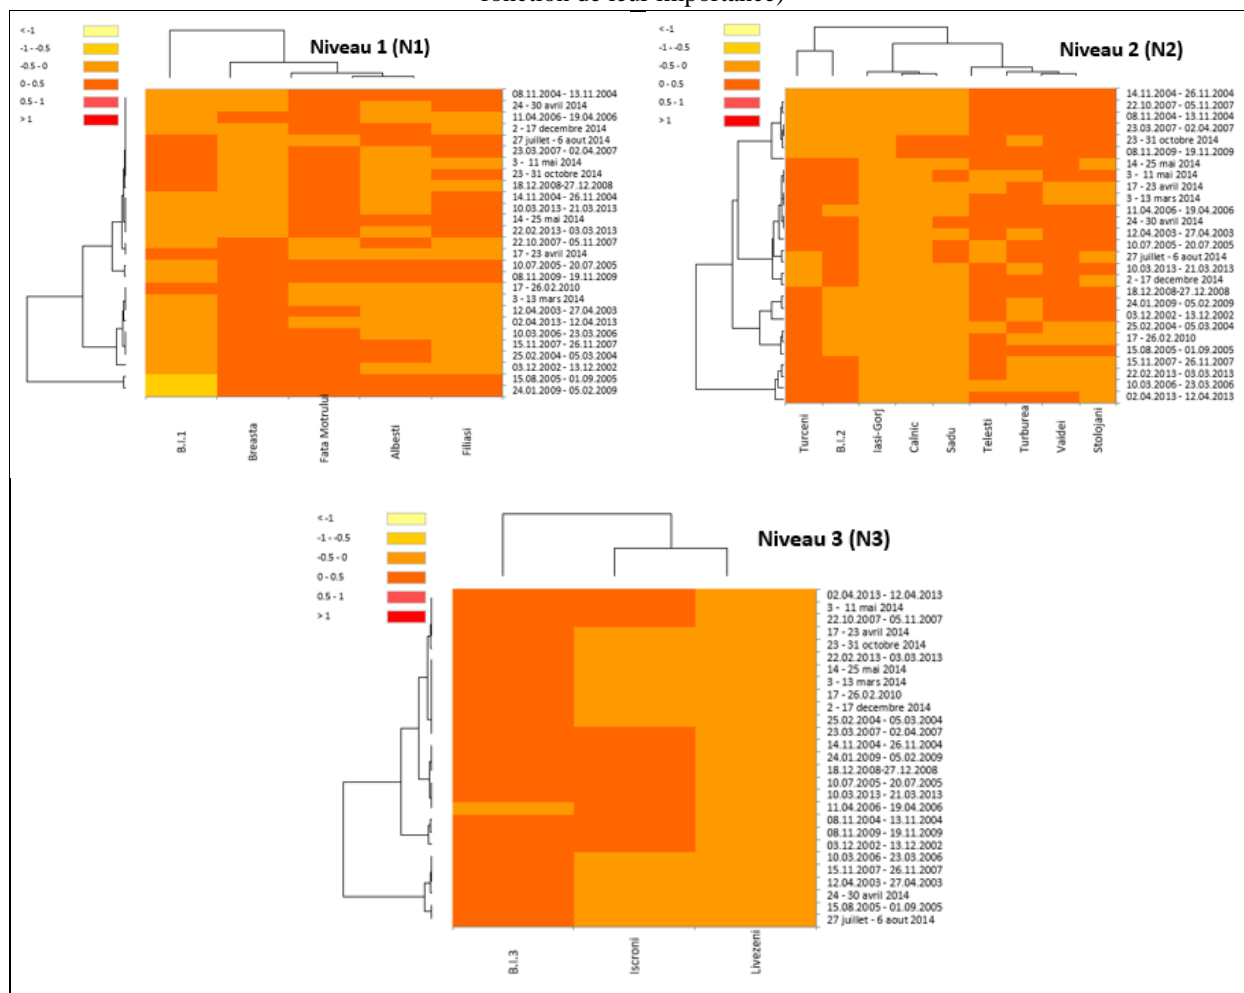 fonction de leur importance)
Niveau 1 (N1)
< -1
-1 - -0.5
-0.5 - 0
0 - 0.5
0.5 - 1
> 1
08.11.2004 - 13.11.2004
24 - 30 avril 2014
11.04.2006 - 19.04.2006
2 - 17 decembre 2014
27 juillet - 6 aout 2014
23.03.2007 - 02.04.2007
3 - 11 mai 2014
23 - 31 octobre 2014
18.12.2008-27.12.2008
14.11.2004 - 26.11.2004
10.03.2013 - 21.03.2013
14 - 25 mai 2014
22.02.2013 - 03.03.2013
22.10.2007 - 05.11.2007
17 - 23 avril 2014
10.07.2005 - 20.07.2005
08.11.2009 - 19.11.2009
17 - 26.02.2010
3 - 13 mars 2014
12.04.2003 - 27.04.2003
02.04.2013 - 12.04.2013
10.03.2006 - 23.03.2006
15.11.2007 - 26.11.2007
25.02.2004 - 05.03.2004
03.12.2002 - 13.12.2002
15.08.2005 - 01.09.2005
24.01.2009 - 05.02.2009
B.I.1
Breasta
Fata Motrului
Albesti
Filiasi
Niveau 2 (N2)
< -1
-1 - -0.5
-0.5 - 0
0 - 0.5
0.5 - 1
> 1
14.11.2004 - 26.11.2004
22.10.2007 - 05.11.2007
08.11.2004 - 13.11.2004
23.03.2007 - 02.04.2007
23 - 31 octobre 2014
08.11.2009 - 19.11.2009
14 - 25 mai 2014
3 - 11 mai 2014
17 - 23 avril 2014
3 - 13 mars 2014
11.04.2006 - 19.04.2006
24 - 30 avril 2014
12.04.2003 - 27.04.2003
10.07.2005 - 20.07.2005
27 juillet - 6 aout 2014
10.03.2013 - 21.03.2013
2 - 17 decembre 2014
18.12.2008-27.12.2008
24.01.2009 - 05.02.2009
03.12.2002 - 13.12.2002
25.02.2004 - 05.03.2004
17 - 26.02.2010
15.08.2005 - 01.09.2005
15.11.2007 - 26.11.2007
22.02.2013 - 03.03.2013
10.03.2006 - 23.03.2006
02.04.2013 - 12.04.2013
Turceni
B.I.2
Iasi-Gorj
Calnic
Sadu
Telesti
Turburea
Vaidei
Stolojani
Niveau 3 (N3)
< -1
-1 - -0.5
-0.5 - 0
0 - 0.5
0.5 - 1
> 1
02.04.2013 - 12.04.2013
3 - 11 mai 2014
22.10.2007 - 05.11.2007
17 - 23 avril 2014
23 - 31 octobre 2014
22.02.2013 - 03.03.2013
14 - 25 mai 2014
3 - 13 mars 2014
17 - 26.02.2010
2 - 17 decembre 2014
25.02.2004 - 05.03.2004
23.03.2007 - 02.04.2007
14.11.2004 - 26.11.2004
24.01.2009 - 05.02.2009
18.12.2008-27.12.2008
10.07.2005 - 20.07.2005
10.03.2013 - 21.03.2013
11.04.2006 - 19.04.2006
08.11.2004 - 13.11.2004
08.11.2009 - 19.11.2009
03.12.2002 - 13.12.2002
10.03.2006 - 23.03.2006
15.11.2007 - 26.11.2007
12.04.2003 - 27.04.2003
24 - 30 avril 2014
15.08.2005 - 01.09.2005
27 juillet - 6 aout 2014
B.I.3
Iscroni
Livezeni